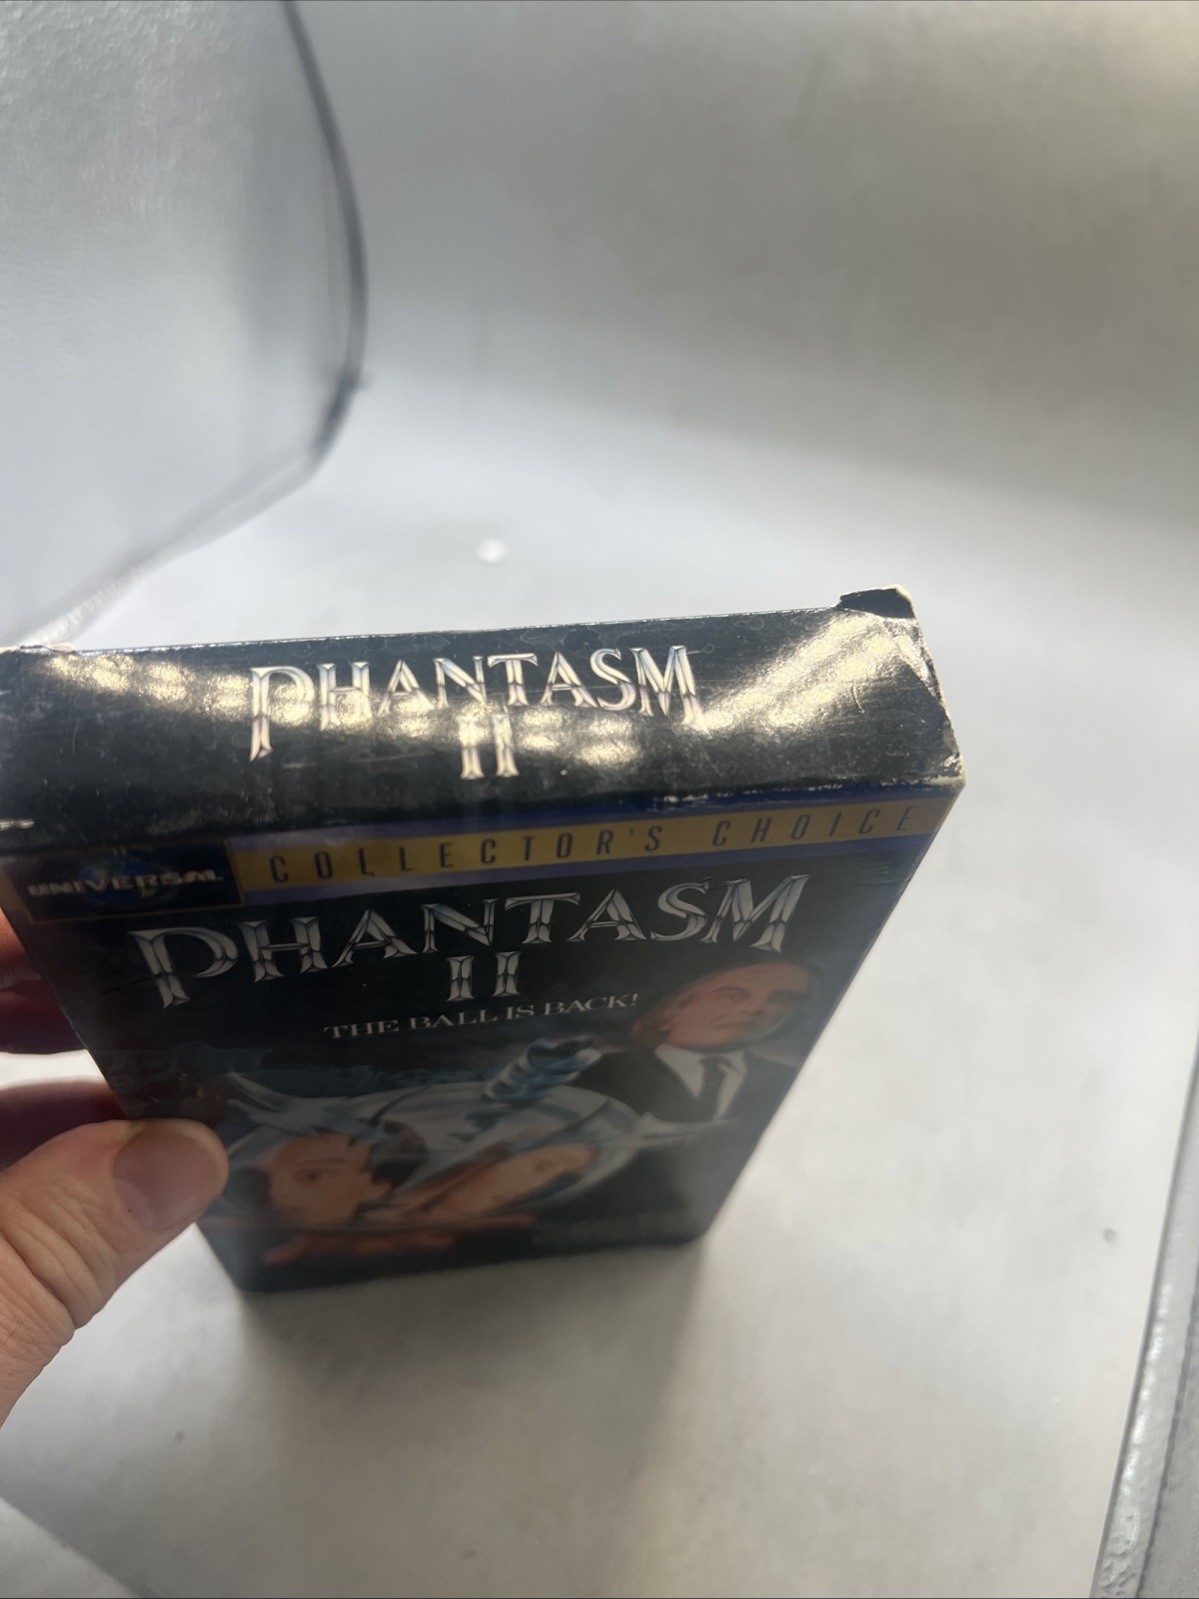 PHANTASM
II
UNIVERSAL
COLLECTOR'S CHOICE
PHANTASM
II
THE BALL IS BACK!